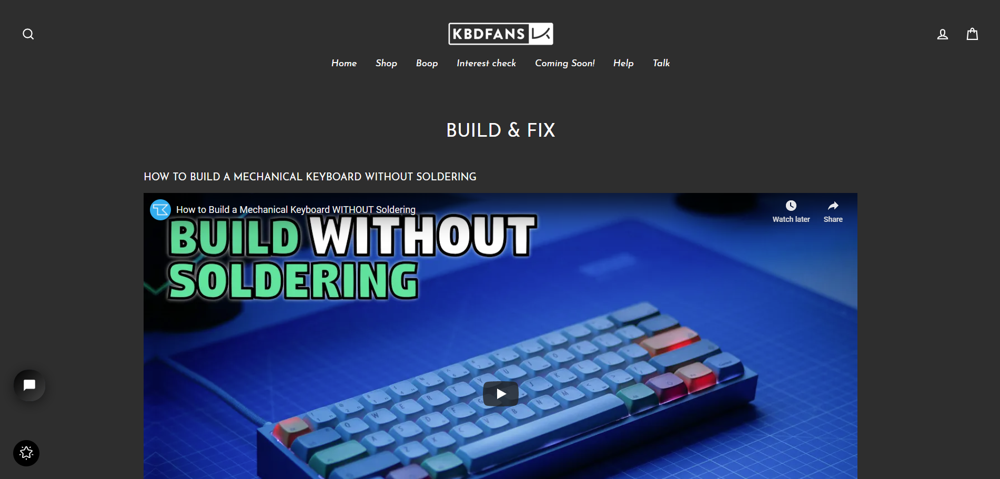 KBDFANS
Home Shop Boop Interest check Coming Soon! Help Talk
BUILD & FIX
HOW TO BUILD A MECHANICAL KEYBOARD WITHOUT SOLDERING
How to Build a Mechanical Keyboard WITHOUT Soldering
Watch later Share
BUILD WITHOUT
SOLDERING